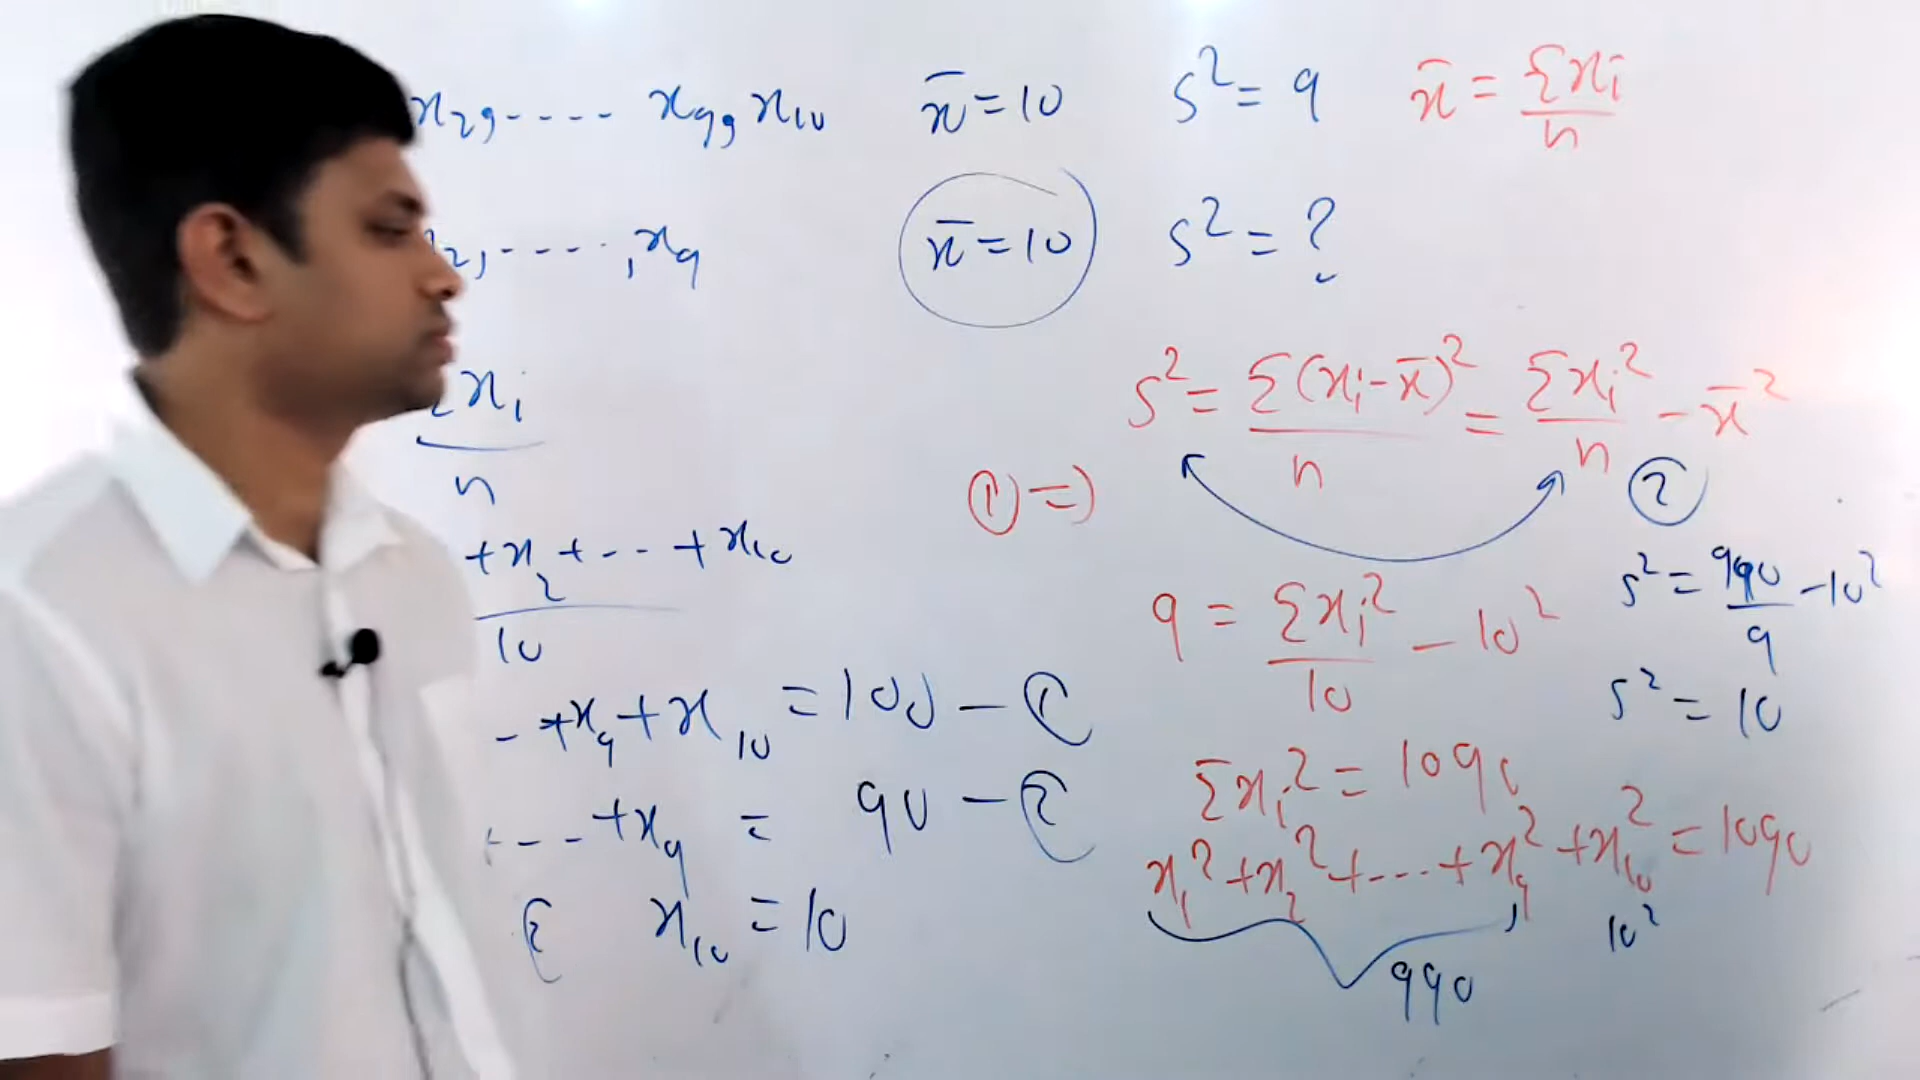 x₂, ..... x₉, x₁₀ x̄ = 10 s² = 9 x̄ = Σxᵢ / n
₂, ....., x₉ x̄ = 10 s² = ?
Σxᵢ / n
s² = Σ(xᵢ - x̄)² / n = Σxᵢ² / n - x̄²
① ⇒ ②
+ x₂ + ... + x₁₀ / 10
9 = Σxᵢ² / 10 - 10²
s² = 990 / 9 - 10²
s² = 10
- + x₉ + x₁₀ = 100 - ①
Σxᵢ² = 1090
+ - - - + x₉ = 90 - ②
x₁² + x₂² + ... + x₉² + x₁₀² = 1090
x₁₀ = 10
10²
990